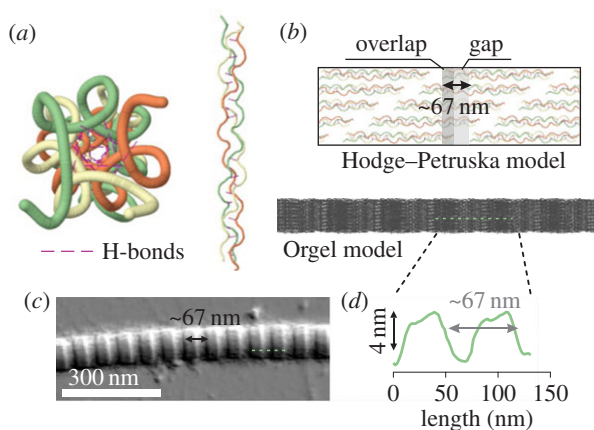 (a)
H-bonds
(b)
overlap
gap
~67 nm
Hodge–Petruska model
Orgel model
(c)
~67 nm
300 nm
(d)
~67 nm
4 nm
0 50 100 150
length (nm)